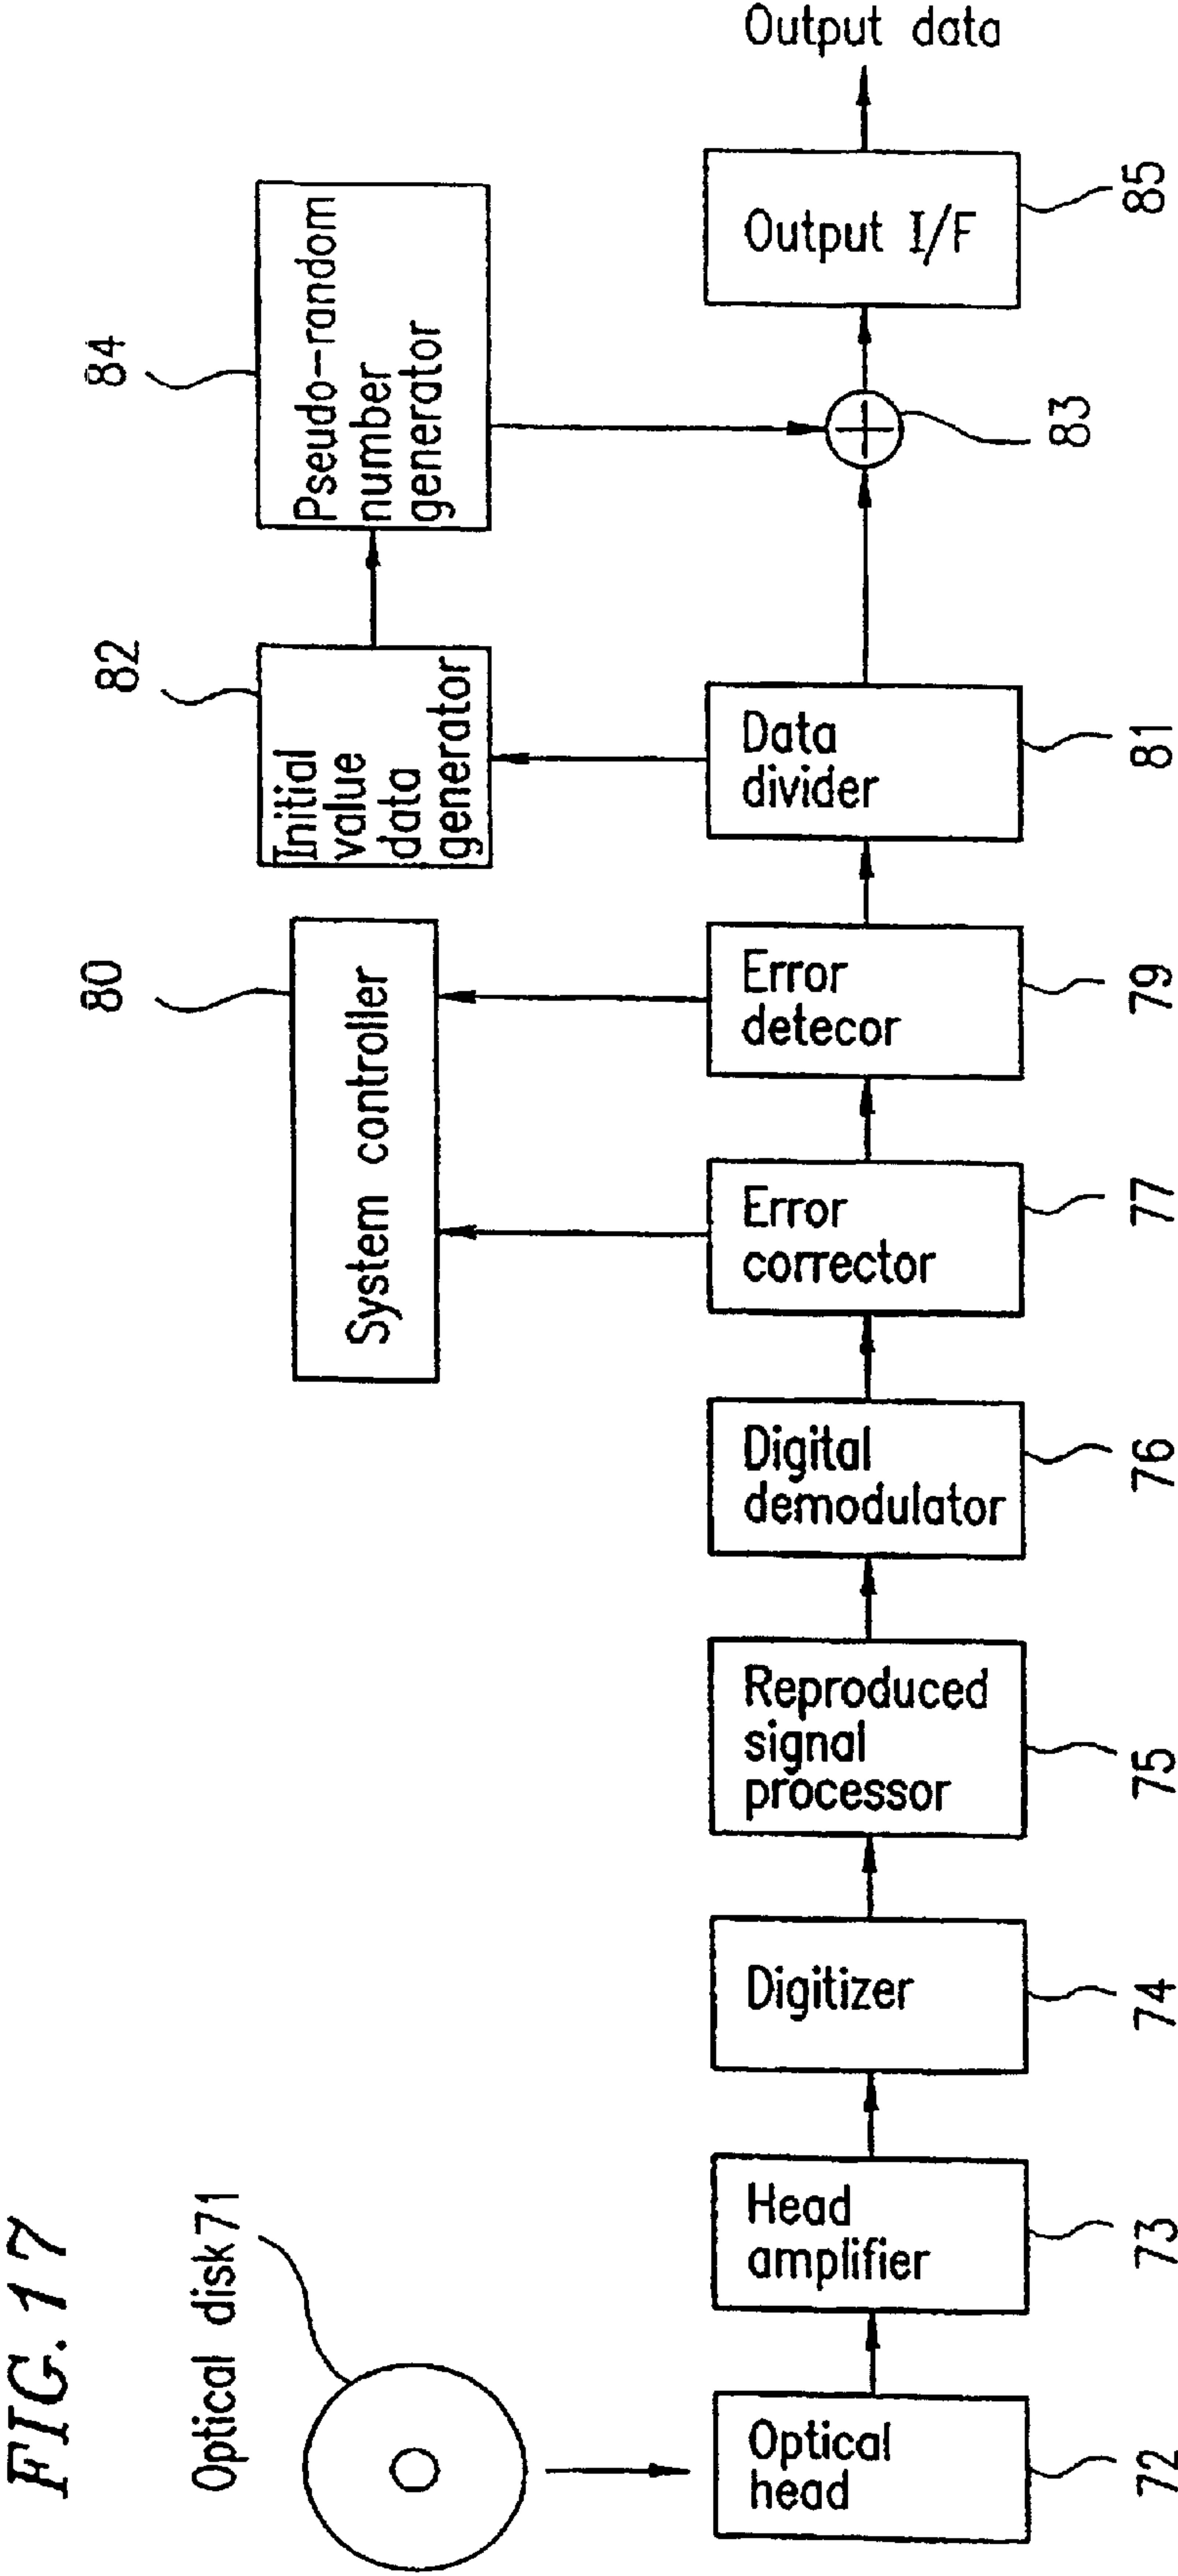 FIG. 17
Optical disk 71
80
System controller
82
Initial
value
data
generator
84
Pseudo-random
number
generator
Optical
head
72
Head
amplifier
73
Digitizer
74
Reproduced
signal
processor
75
Digital
demodulator
76
Error
corrector
77
Error
detecor
79
Data
divider
81
83
Output I/F
85
Output data